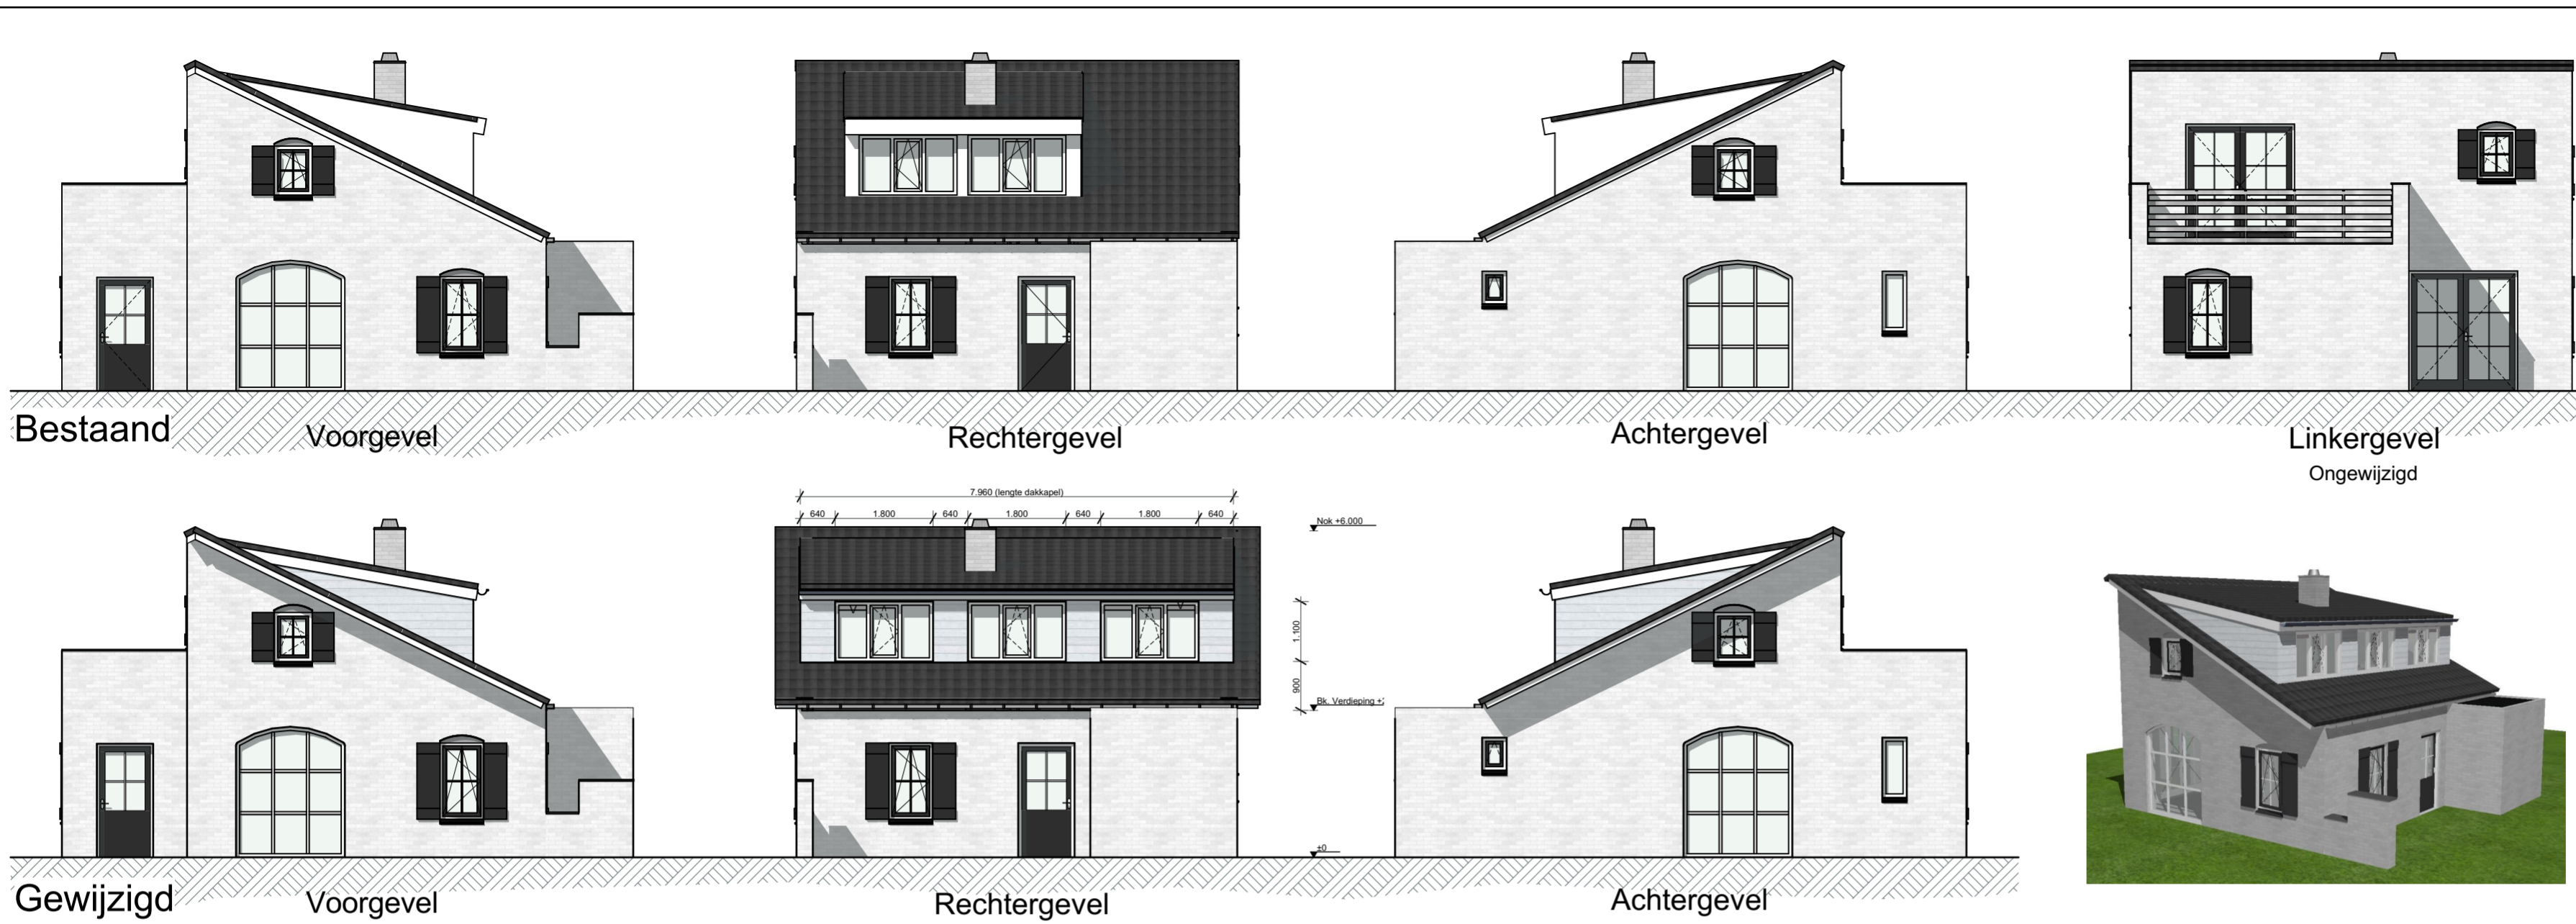 Bestaand
Voorgevel
Rechtergevel
Achtergevel
Linkergevel
Ongewijzigd
7.960 (lengte dakkapel)
640 1.800 640 1.800 640 1.800 640
Nok +6.000
1.100
900
Bk. Verdieping
±0
Gewijzigd
Voorgevel
Rechtergevel
Achtergevel